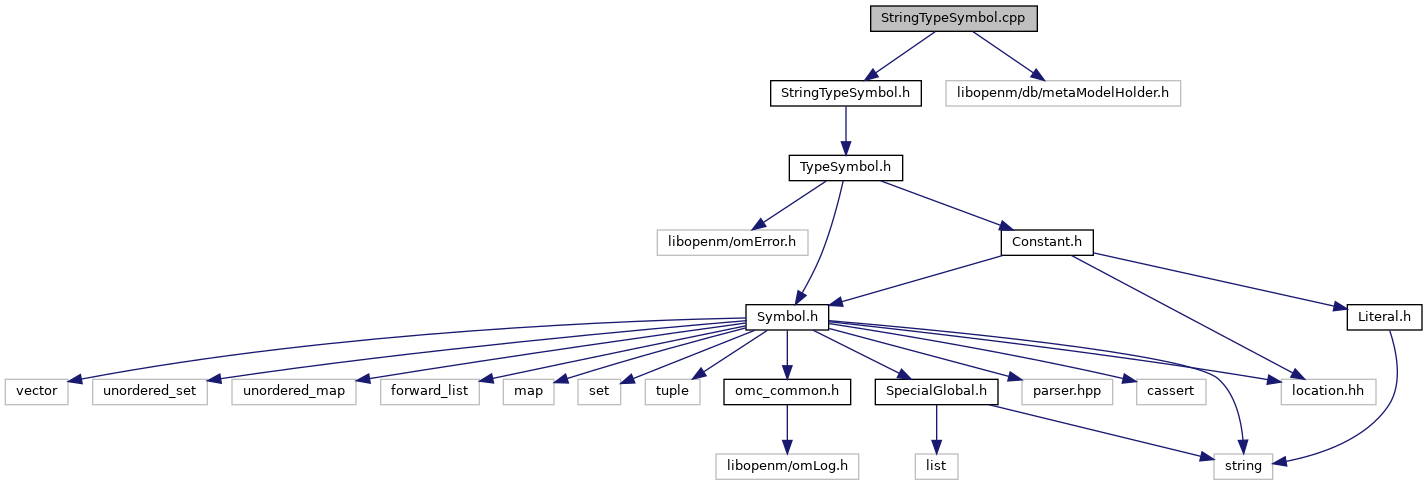 StringTypeSymbol.cpp
StringTypeSymbol.h
libopenm/db/metaModelHolder.h
TypeSymbol.h
libopenm/omError.h
Constant.h
Symbol.h
Literal.h
vector
unordered_set
unordered_map
forward_list
map
set
tuple
omc_common.h
SpecialGlobal.h
parser.hpp
cassert
location.hh
libopenm/omLog.h
list
string